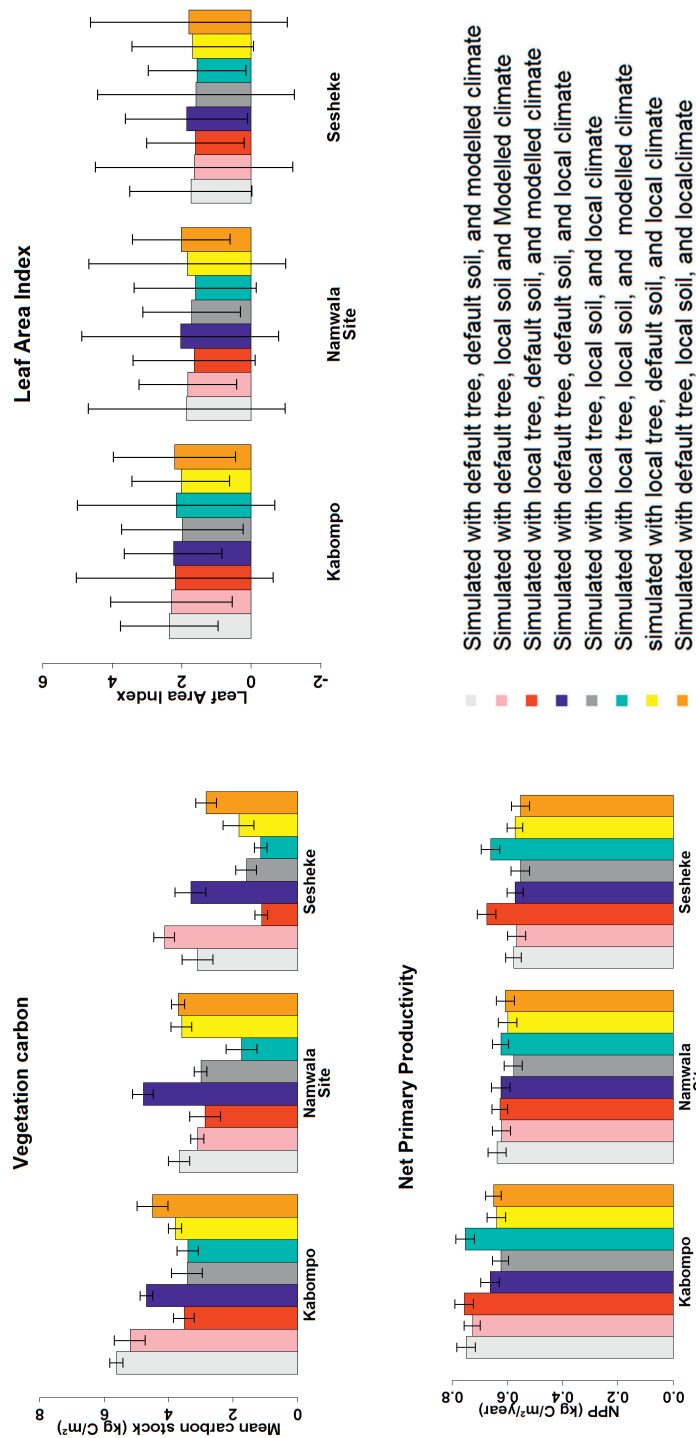 Vegetation carbon
Mean carbon stock (kg C/m²)
8
6
4
2
0
Kabompo
Namwala
Sesheke
Site
Leaf Area Index
Leaf Area Index
6
4
2
0
-2
Kabompo
Namwala
Sesheke
Site
Net Primary Productivity
NPP (kg C/m²/year)
0.8
0.6
0.4
0.2
0.0
Kabompo
Namwala
Sesheke
Site
Simulated with default tree, default soil, and modelled climate
Simulated with default tree, local soil and Modelled climate
Simulated with local tree, default soil, and modelled climate
Simulated with default tree, default soil, and local climate
Simulated with local tree, local soil, and local climate
Simulated with local tree, local soil, and modelled climate
simulated with local tree, default soil, and local climate
Simulated with default tree, local soil, and localclimate